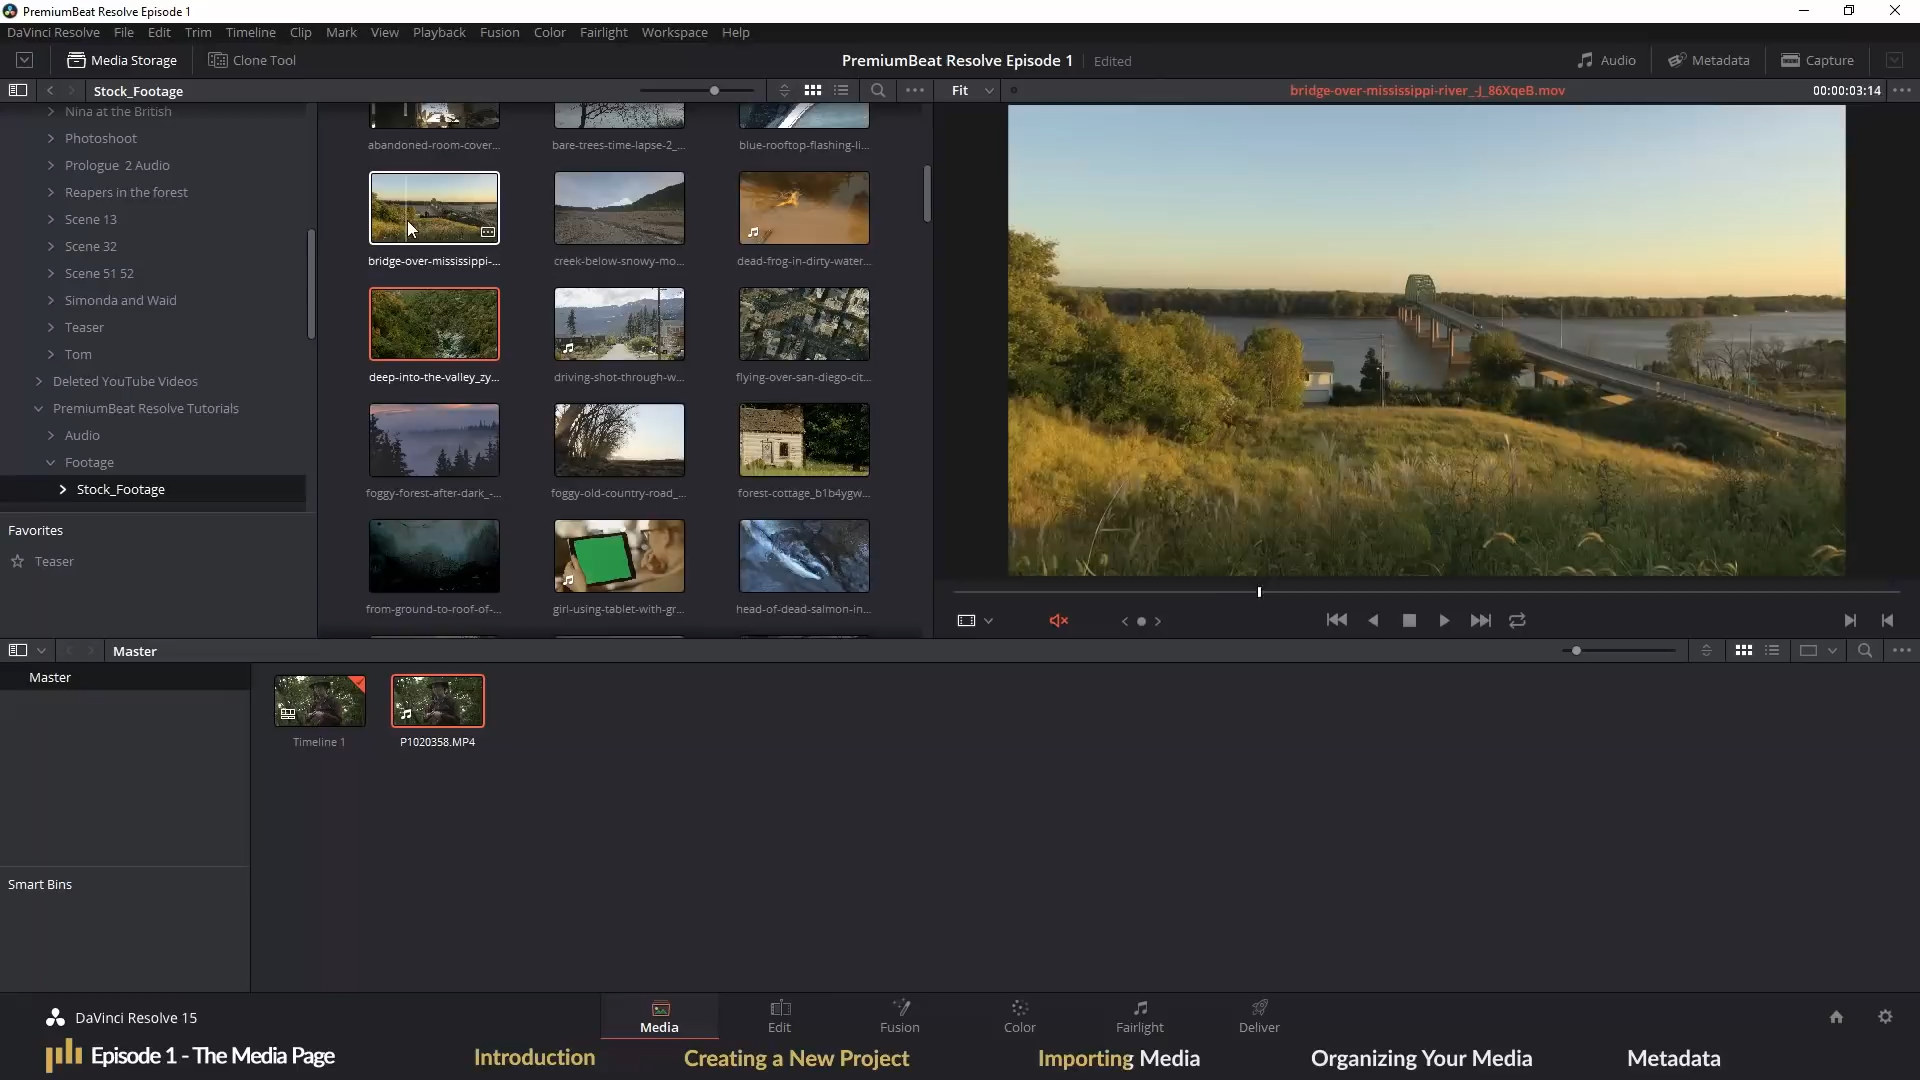 PremiumBeat Resolve Episode 1
DaVinci Resolve File Edit Trim Timeline Clip Mark View Playback Fusion Color Fairlight Workspace Help
Media Storage Clone Tool PremiumBeat Resolve Episode 1 Edited Audio Metadata Capture
Stock_Footage Fit bridge-over-mississippi-river_-J_86XqeB.mov 00:00:03:14
Nina at the British
Photoshoot
Prologue 2 Audio
Reapers in the forest
Scene 13
Scene 32
Scene 51 52
Simonda and Waid
Teaser
Tom
Deleted YouTube Videos
PremiumBeat Resolve Tutorials
Audio
Footage
Stock_Footage
Favorites
Teaser
abandoned-room-cover... bare-trees-time-lapse-2_... blue-rooftop-flashing-li...
bridge-over-mississippi-... creek-below-snowy-mo... dead-frog-in-dirty-water...
deep-into-the-valley_zy... driving-shot-through-w... flying-over-san-diego-cit...
foggy-forest-after-dark_-... foggy-old-country-road_... forest-cottage_b1b4ygw...
from-ground-to-roof-of-... girl-using-tablet-with-gr... head-of-dead-salmon-in...
Master
Master
Timeline 1 P1020358.MP4
Smart Bins
DaVinci Resolve 15
Media Edit Fusion Color Fairlight Deliver
Episode 1 - The Media Page Introduction Creating a New Project Importing Media Organizing Your Media Metadata